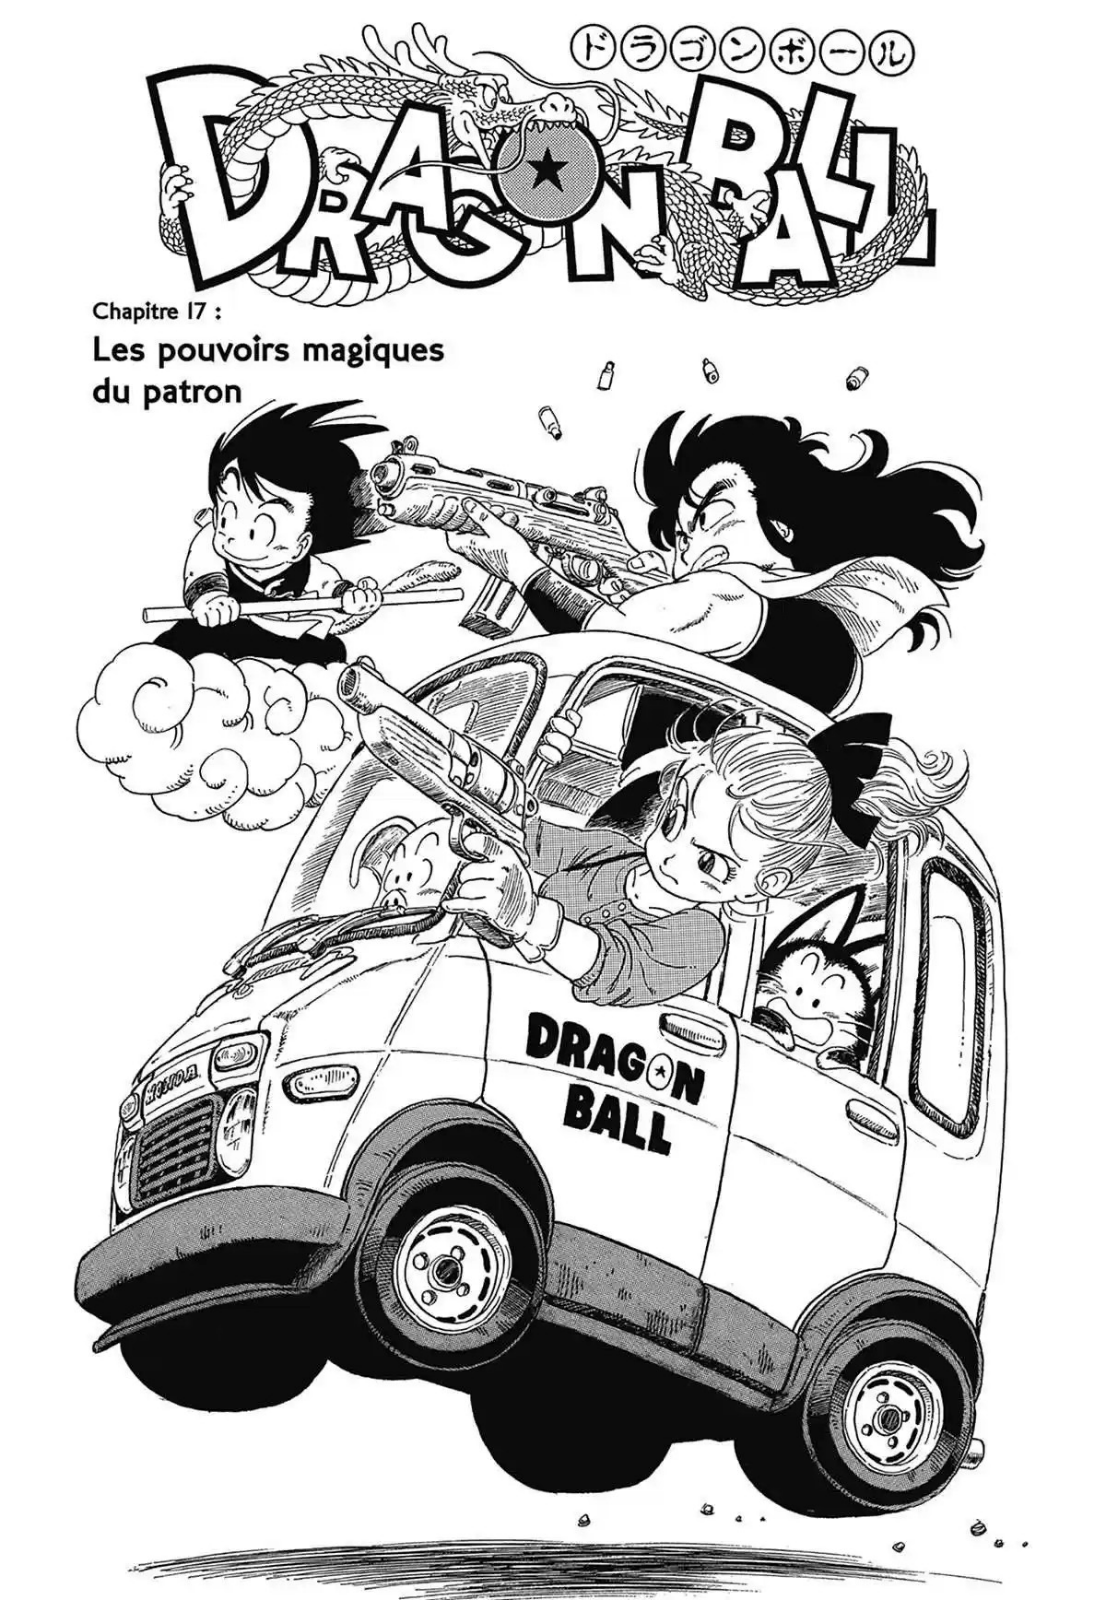 ドラゴンボール
DRAGON BALL
Chapitre 17 :
Les pouvoirs magiques
du patron
DRAGON
BALL